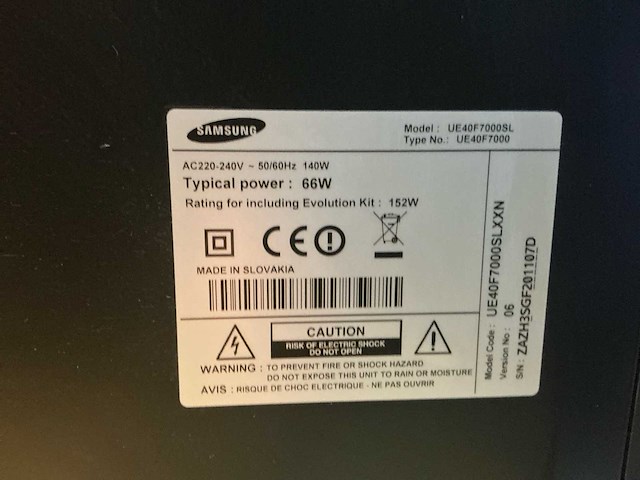 SAMSUNG
Model : UE40F7000SL
Type No.: UE40F7000
AC220-240V ~ 50/60Hz 140W
Typical power : 66W
Rating for including Evolution Kit : 152W
CE
MADE IN SLOVAKIA
CAUTION
RISK OF ELECTRIC SHOCK
DO NOT OPEN
WARNING : TO PREVENT FIRE OR SHOCK HAZARD
DO NOT EXPOSE THIS UNIT TO RAIN OR MOISTURE
AVIS : RISQUE DE CHOC ELECTRIQUE - NE PAS OUVRIR
Model Code : UE40F7000SLXXN
Version No : 06
S/N : ZAZH3SGF201107D